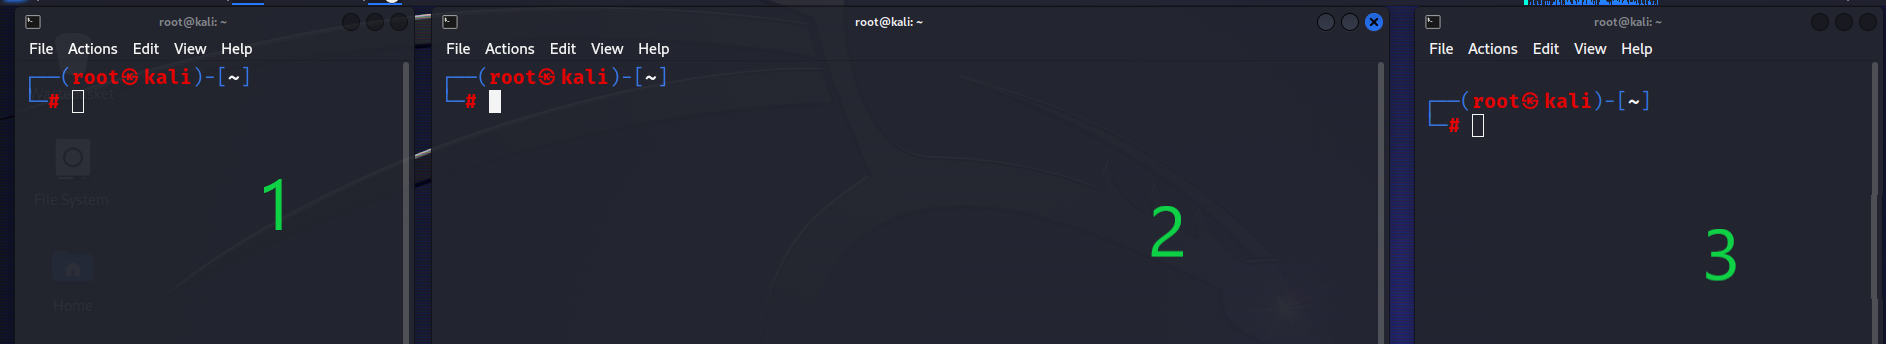 root@kali: ~
File Actions Edit View Help
┌──(root㉿kali)-[~]
└─#
File System
Home
1
root@kali: ~
File Actions Edit View Help
┌──(root㉿kali)-[~]
└─#
2
root@kali: ~
File Actions Edit View Help
┌──(root㉿kali)-[~]
└─#
3